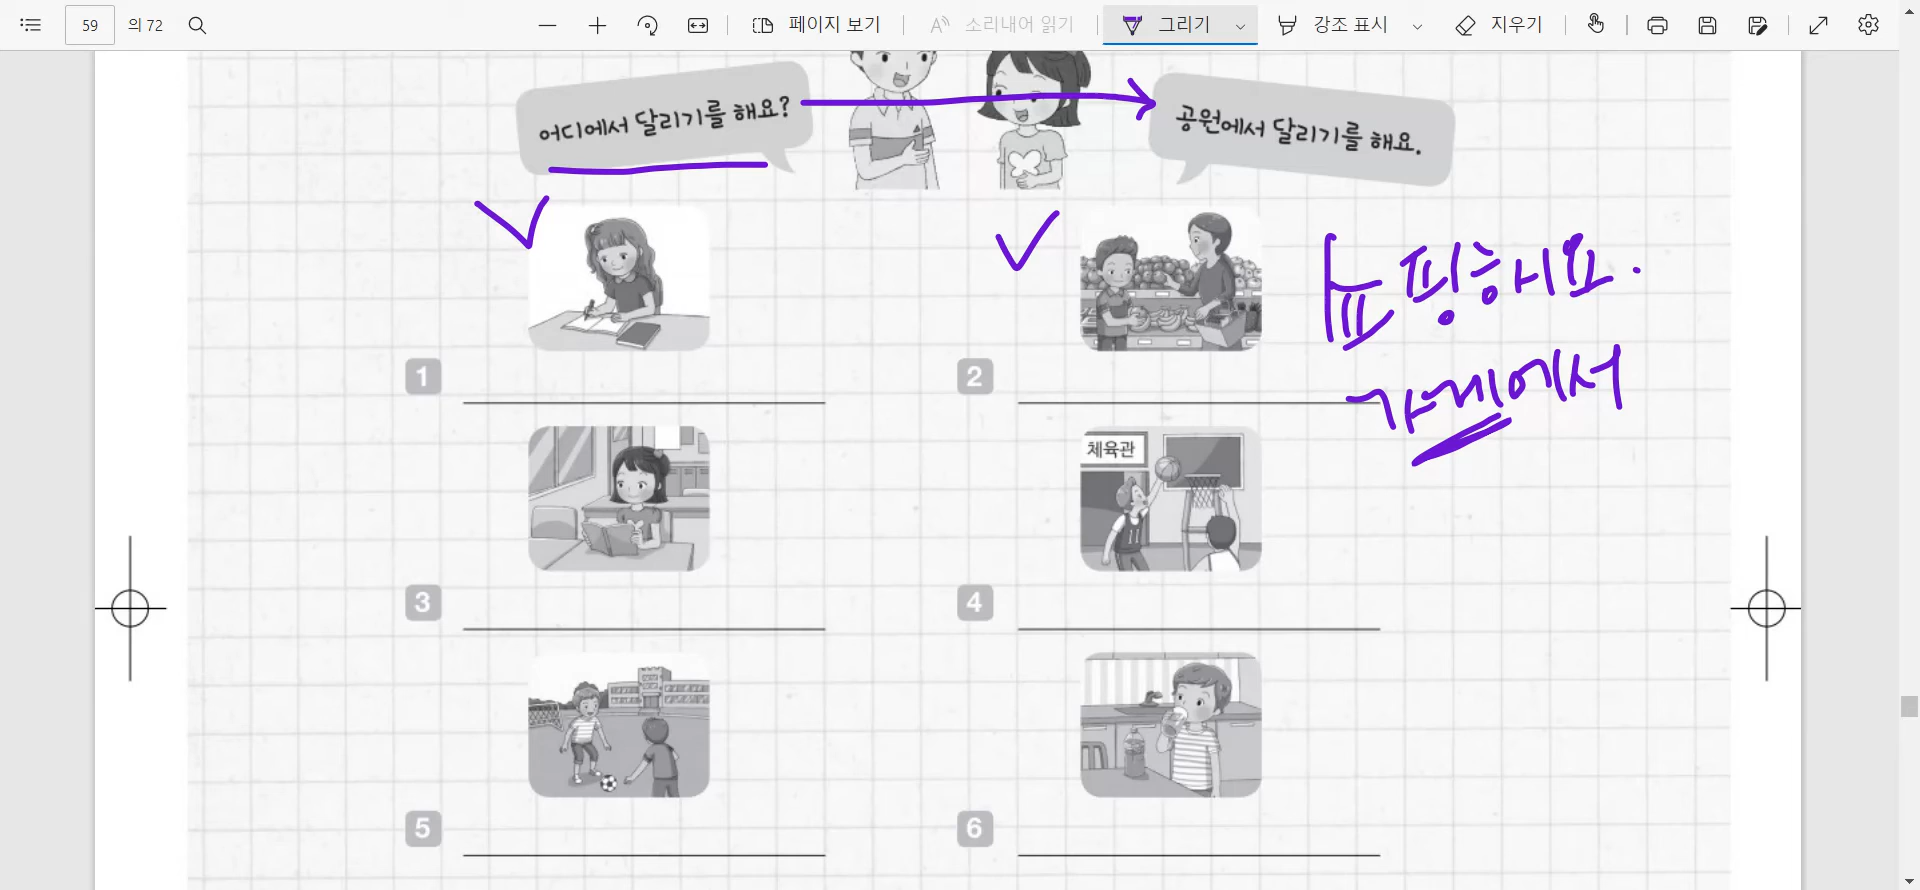 59 의 72 페이지 보기 소리내어 읽기 그리기 강조 표시 지우기
어디에서 달리기를 해요?
공원에서 달리기를 해요.
1
2
쇼핑하세요.
가게에서
3
체육관
4
5
6